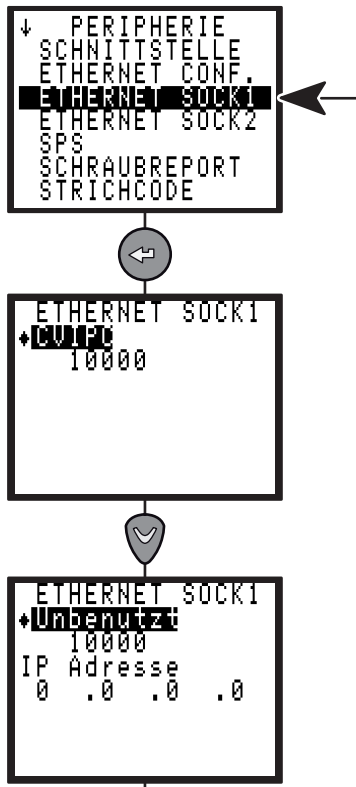 ↓ PERIPHERIE
SCHNITTSTELLE
ETHERNET CONF.
ETHERNET SOCK1
ETHERNET SOCK2
SPS
SCHRAUBREPORT
STRICHCODE
ETHERNET SOCK1
CVIPC
10000
ETHERNET SOCK1
Unbenutzt
10000
IP Adresse
0 .0 .0 .0